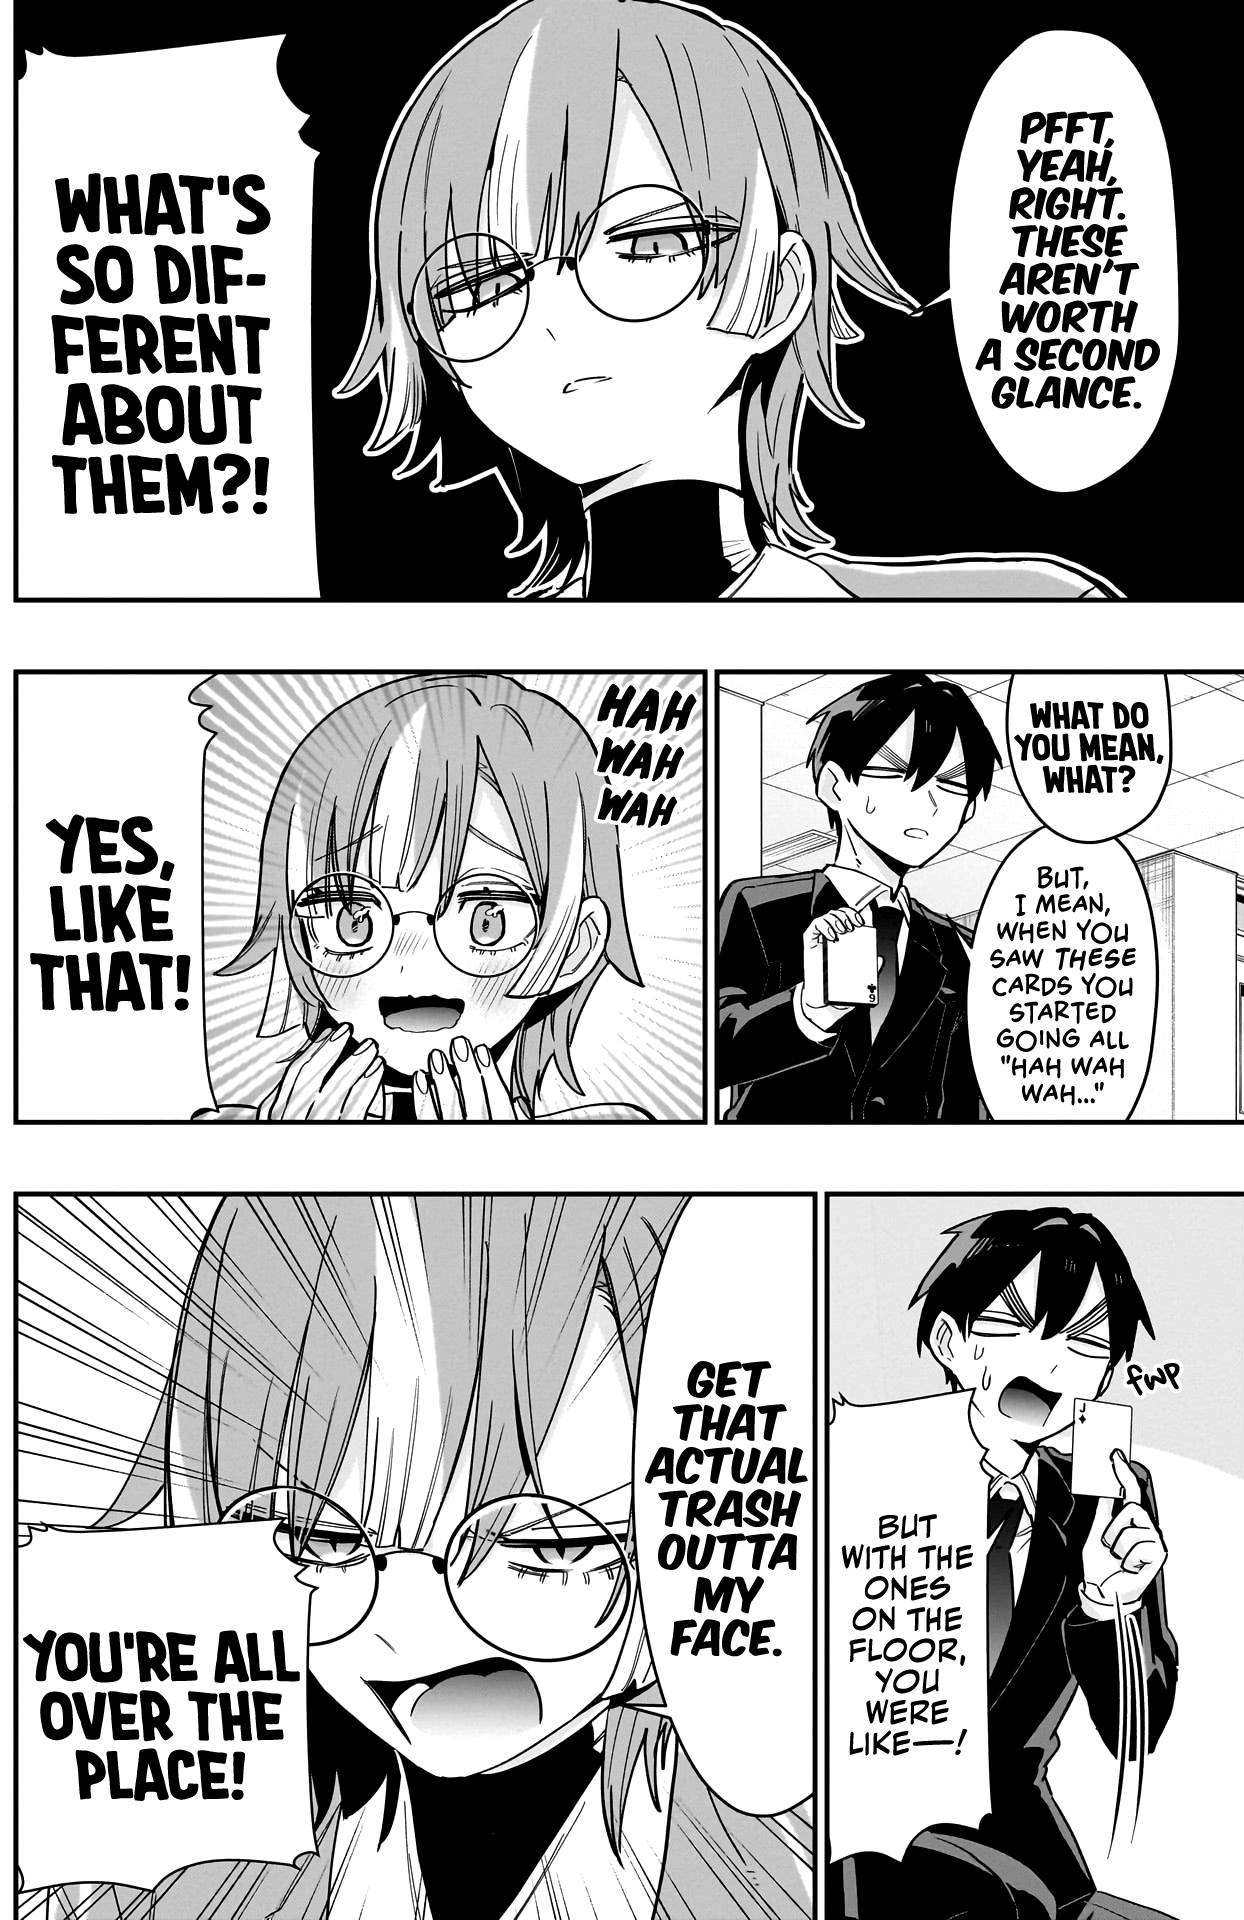 PFFT,
YEAH,
RIGHT.
THESE
AREN'T
WORTH
A SECOND
GLANCE.
WHAT'S
SO DIF-
FERENT
ABOUT
THEM?!
WHAT DO
YOU MEAN,
WHAT?
BUT,
I MEAN,
WHEN YOU
SAW THESE
CARDS YOU
STARTED
GOING ALL
"HAH WAH
WAH..."
6
HAH
WAH
WAH
YES,
LIKE
THAT!
fwp
J
BUT
WITH THE
ONES
ON THE
FLOOR,
YOU
WERE
LIKE—!
GET
THAT
ACTUAL
TRASH
OUTTA
MY
FACE.
YOU'RE ALL
OVER THE
PLACE!